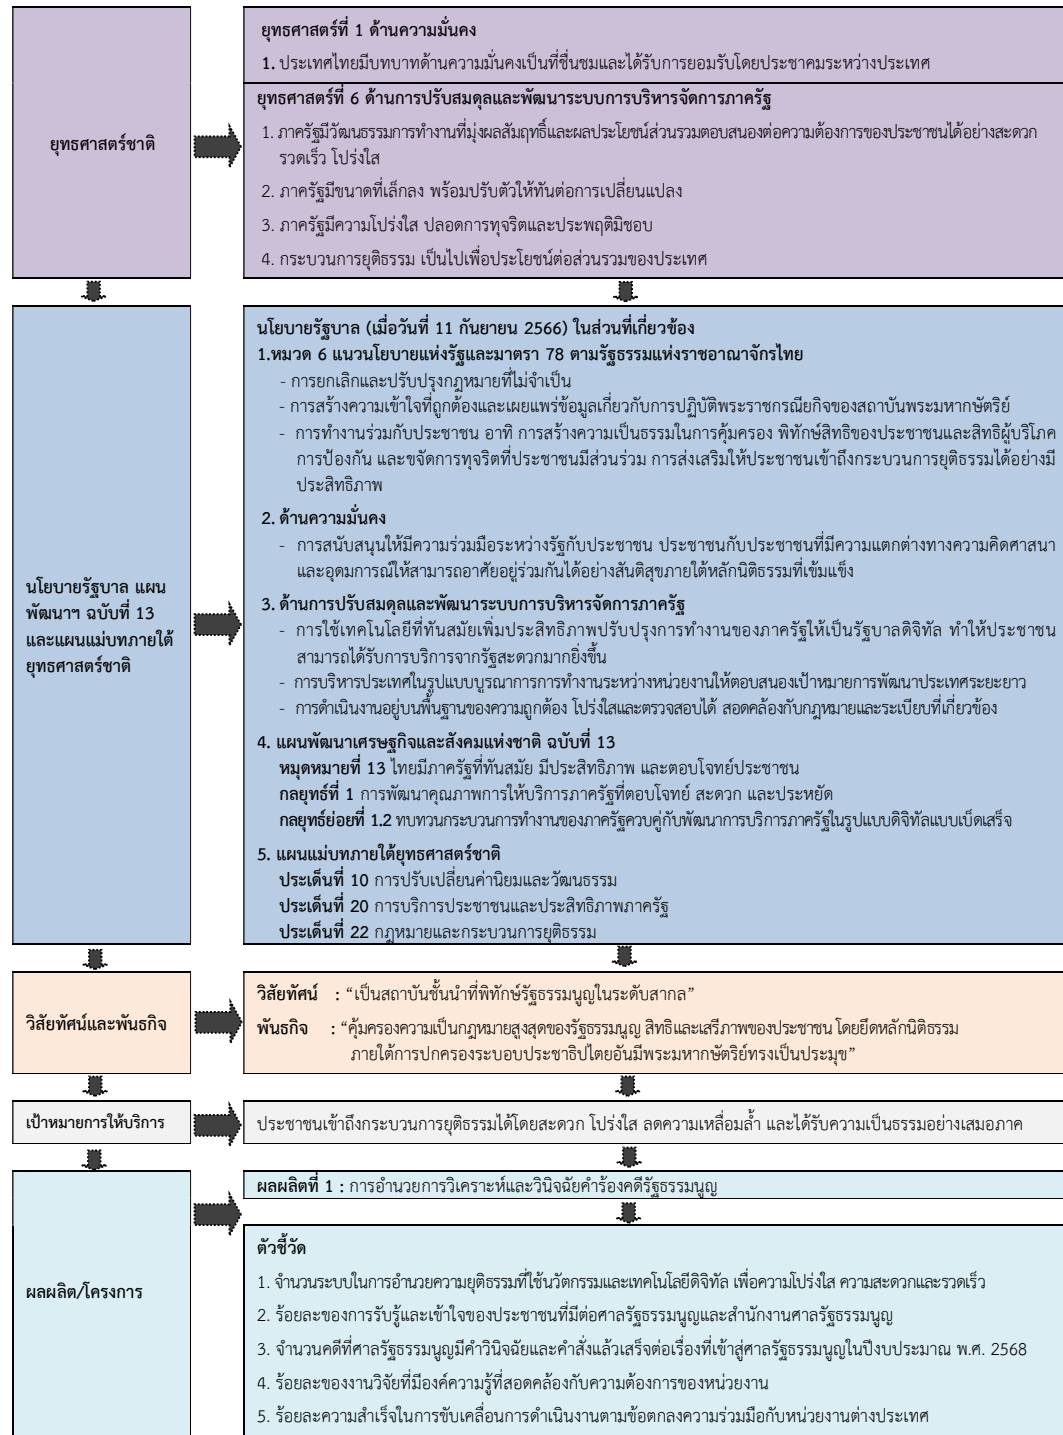 ยุทธศาสตร์ชาติ
ยุทธศาสตร์ที่ 1 ด้านความมั่นคง
1. ประเทศไทยมีบทบาทด้านความมั่นคงเป็นที่ชื่นชมและได้รับการยอมรับโดยประชาคมระหว่างประเทศ
ยุทธศาสตร์ที่ 6 ด้านการปรับสมดุลและพัฒนาระบบการบริหารจัดการภาครัฐ
1. ภาครัฐมีวัฒนธรรมการทำงานที่มุ่งผลสัมฤทธิ์และผลประโยชน์ส่วนรวมตอบสนองต่อความต้องการของประชาชนได้อย่างสะดวก
รวดเร็ว โปร่งใส
2. ภาครัฐมีขนาดที่เล็กลง พร้อมปรับตัวให้ทันต่อการเปลี่ยนแปลง
3. ภาครัฐมีความโปร่งใส ปลอดการทุจริตและประพฤติมิชอบ
4. กระบวนการยุติธรรม เป็นไปเพื่อประโยชน์ต่อส่วนรวมของประเทศ
นโยบายรัฐบาล แผน
พัฒนาฯ ฉบับที่ 13
และแผนแม่บทภายใต้
ยุทธศาสตร์ชาติ
นโยบายรัฐบาล (เมื่อวันที่ 11 กันยายน 2566) ในส่วนที่เกี่ยวข้อง
1.หมวด 6 แนวนโยบายแห่งรัฐและมาตรา 78 ตามรัฐธรรมแห่งราชอาณาจักรไทย
- การยกเลิกและปรับปรุงกฎหมายที่ไม่จำเป็น
- การสร้างความเข้าใจที่ถูกต้องและเผยแพร่ข้อมูลเกี่ยวกับการปฏิบัติพระราชกรณียกิจของสถาบันพระมหากษัตริย์
- การทำงานร่วมกับประชาชน อาทิ การสร้างความเป็นธรรมในการคุ้มครอง พิทักษ์สิทธิของประชาชนและสิทธิผู้บริโภค
การป้องกัน และขจัดการทุจริตที่ประชาชนมีส่วนร่วม การส่งเสริมให้ประชาชนเข้าถึงกระบวนการยุติธรรมได้อย่างมี
ประสิทธิภาพ
2. ด้านความมั่นคง
- การสนับสนุนให้มีความร่วมมือระหว่างรัฐกับประชาชน ประชาชนกับประชาชนที่มีความแตกต่างทางความคิดศาสนา
และอุดมการณ์ให้สามารถอาศัยอยู่ร่วมกันได้อย่างสันติสุขภายใต้หลักนิติธรรมที่เข้มแข็ง
3. ด้านการปรับสมดุลและพัฒนาระบบการบริหารจัดการภาครัฐ
- การใช้เทคโนโลยีที่ทันสมัยเพิ่มประสิทธิภาพปรับปรุงการทำงานของภาครัฐให้เป็นรัฐบาลดิจิทัล ทำให้ประชาชน
สามารถได้รับการบริการจากรัฐสะดวกมากยิ่งขึ้น
- การบริหารประเทศในรูปแบบบูรณาการการทำงานระหว่างหน่วยงานให้ตอบสนองเป้าหมายการพัฒนาประเทศระยะยาว
- การดำเนินงานอยู่บนพื้นฐานของความถูกต้อง โปร่งใสและตรวจสอบได้ สอดคล้องกับกฎหมายและระเบียบที่เกี่ยวข้อง
4. แผนพัฒนาเศรษฐกิจและสังคมแห่งชาติ ฉบับที่ 13
หมุดหมายที่ 13 ไทยมีภาครัฐที่ทันสมัย มีประสิทธิภาพ และตอบโจทย์ประชาชน
กลยุทธ์ที่ 1 การพัฒนาคุณภาพการให้บริการภาครัฐที่ตอบโจทย์ สะดวก และประหยัด
กลยุทธ์ย่อยที่ 1.2 ทบทวนกระบวนการทำงานของภาครัฐควบคู่กับพัฒนาการบริการภาครัฐในรูปแบบดิจิทัลแบบเบ็ดเสร็จ
5. แผนแม่บทภายใต้ยุทธศาสตร์ชาติ
ประเด็นที่ 10 การปรับเปลี่ยนค่านิยมและวัฒนธรรม
ประเด็นที่ 20 การบริการประชาชนและประสิทธิภาพภาครัฐ
ประเด็นที่ 22 กฎหมายและกระบวนการยุติธรรม
วิสัยทัศน์และพันธกิจ
วิสัยทัศน์ : “เป็นสถาบันชั้นนำที่พิทักษ์รัฐธรรมนูญในระดับสากล”
พันธกิจ : “คุ้มครองความเป็นกฎหมายสูงสุดของรัฐธรรมนูญ สิทธิและเสรีภาพของประชาชน โดยยึดหลักนิติธรรม
ภายใต้การปกครองระบอบประชาธิปไตยอันมีพระมหากษัตริย์ทรงเป็นประมุข”
เป้าหมายการให้บริการ
ประชาชนเข้าถึงกระบวนการยุติธรรมได้โดยสะดวก โปร่งใส ลดความเหลื่อมล้ำ และได้รับความเป็นธรรมอย่างเสมอภาค
ผลผลิต/โครงการ
ผลผลิตที่ 1 : การอำนวยการวิเคราะห์และวินิจฉัยคำร้องคดีรัฐธรรมนูญ
ตัวชี้วัด
1. จำนวนระบบในการอำนวยความยุติธรรมที่ใช้นวัตกรรมและเทคโนโลยีดิจิทัล เพื่อความโปร่งใส ความสะดวกและรวดเร็ว
2. ร้อยละของการรับรู้และเข้าใจของประชาชนที่มีต่อศาลรัฐธรรมนูญและสำนักงานศาลรัฐธรรมนูญ
3. จำนวนคดีที่ศาลรัฐธรรมนูญมีคำวินิจฉัยและคำสั่งแล้วเสร็จต่อเรื่องที่เข้าสู่ศาลรัฐธรรมนูญในปีงบประมาณ พ.ศ. 2568
4. ร้อยละของงานวิจัยที่มีองค์ความรู้ที่สอดคล้องกับความต้องการของหน่วยงาน
5. ร้อยละความสำเร็จในการขับเคลื่อนการดำเนินงานตามข้อตกลงความร่วมมือกับหน่วยงานต่างประเทศ